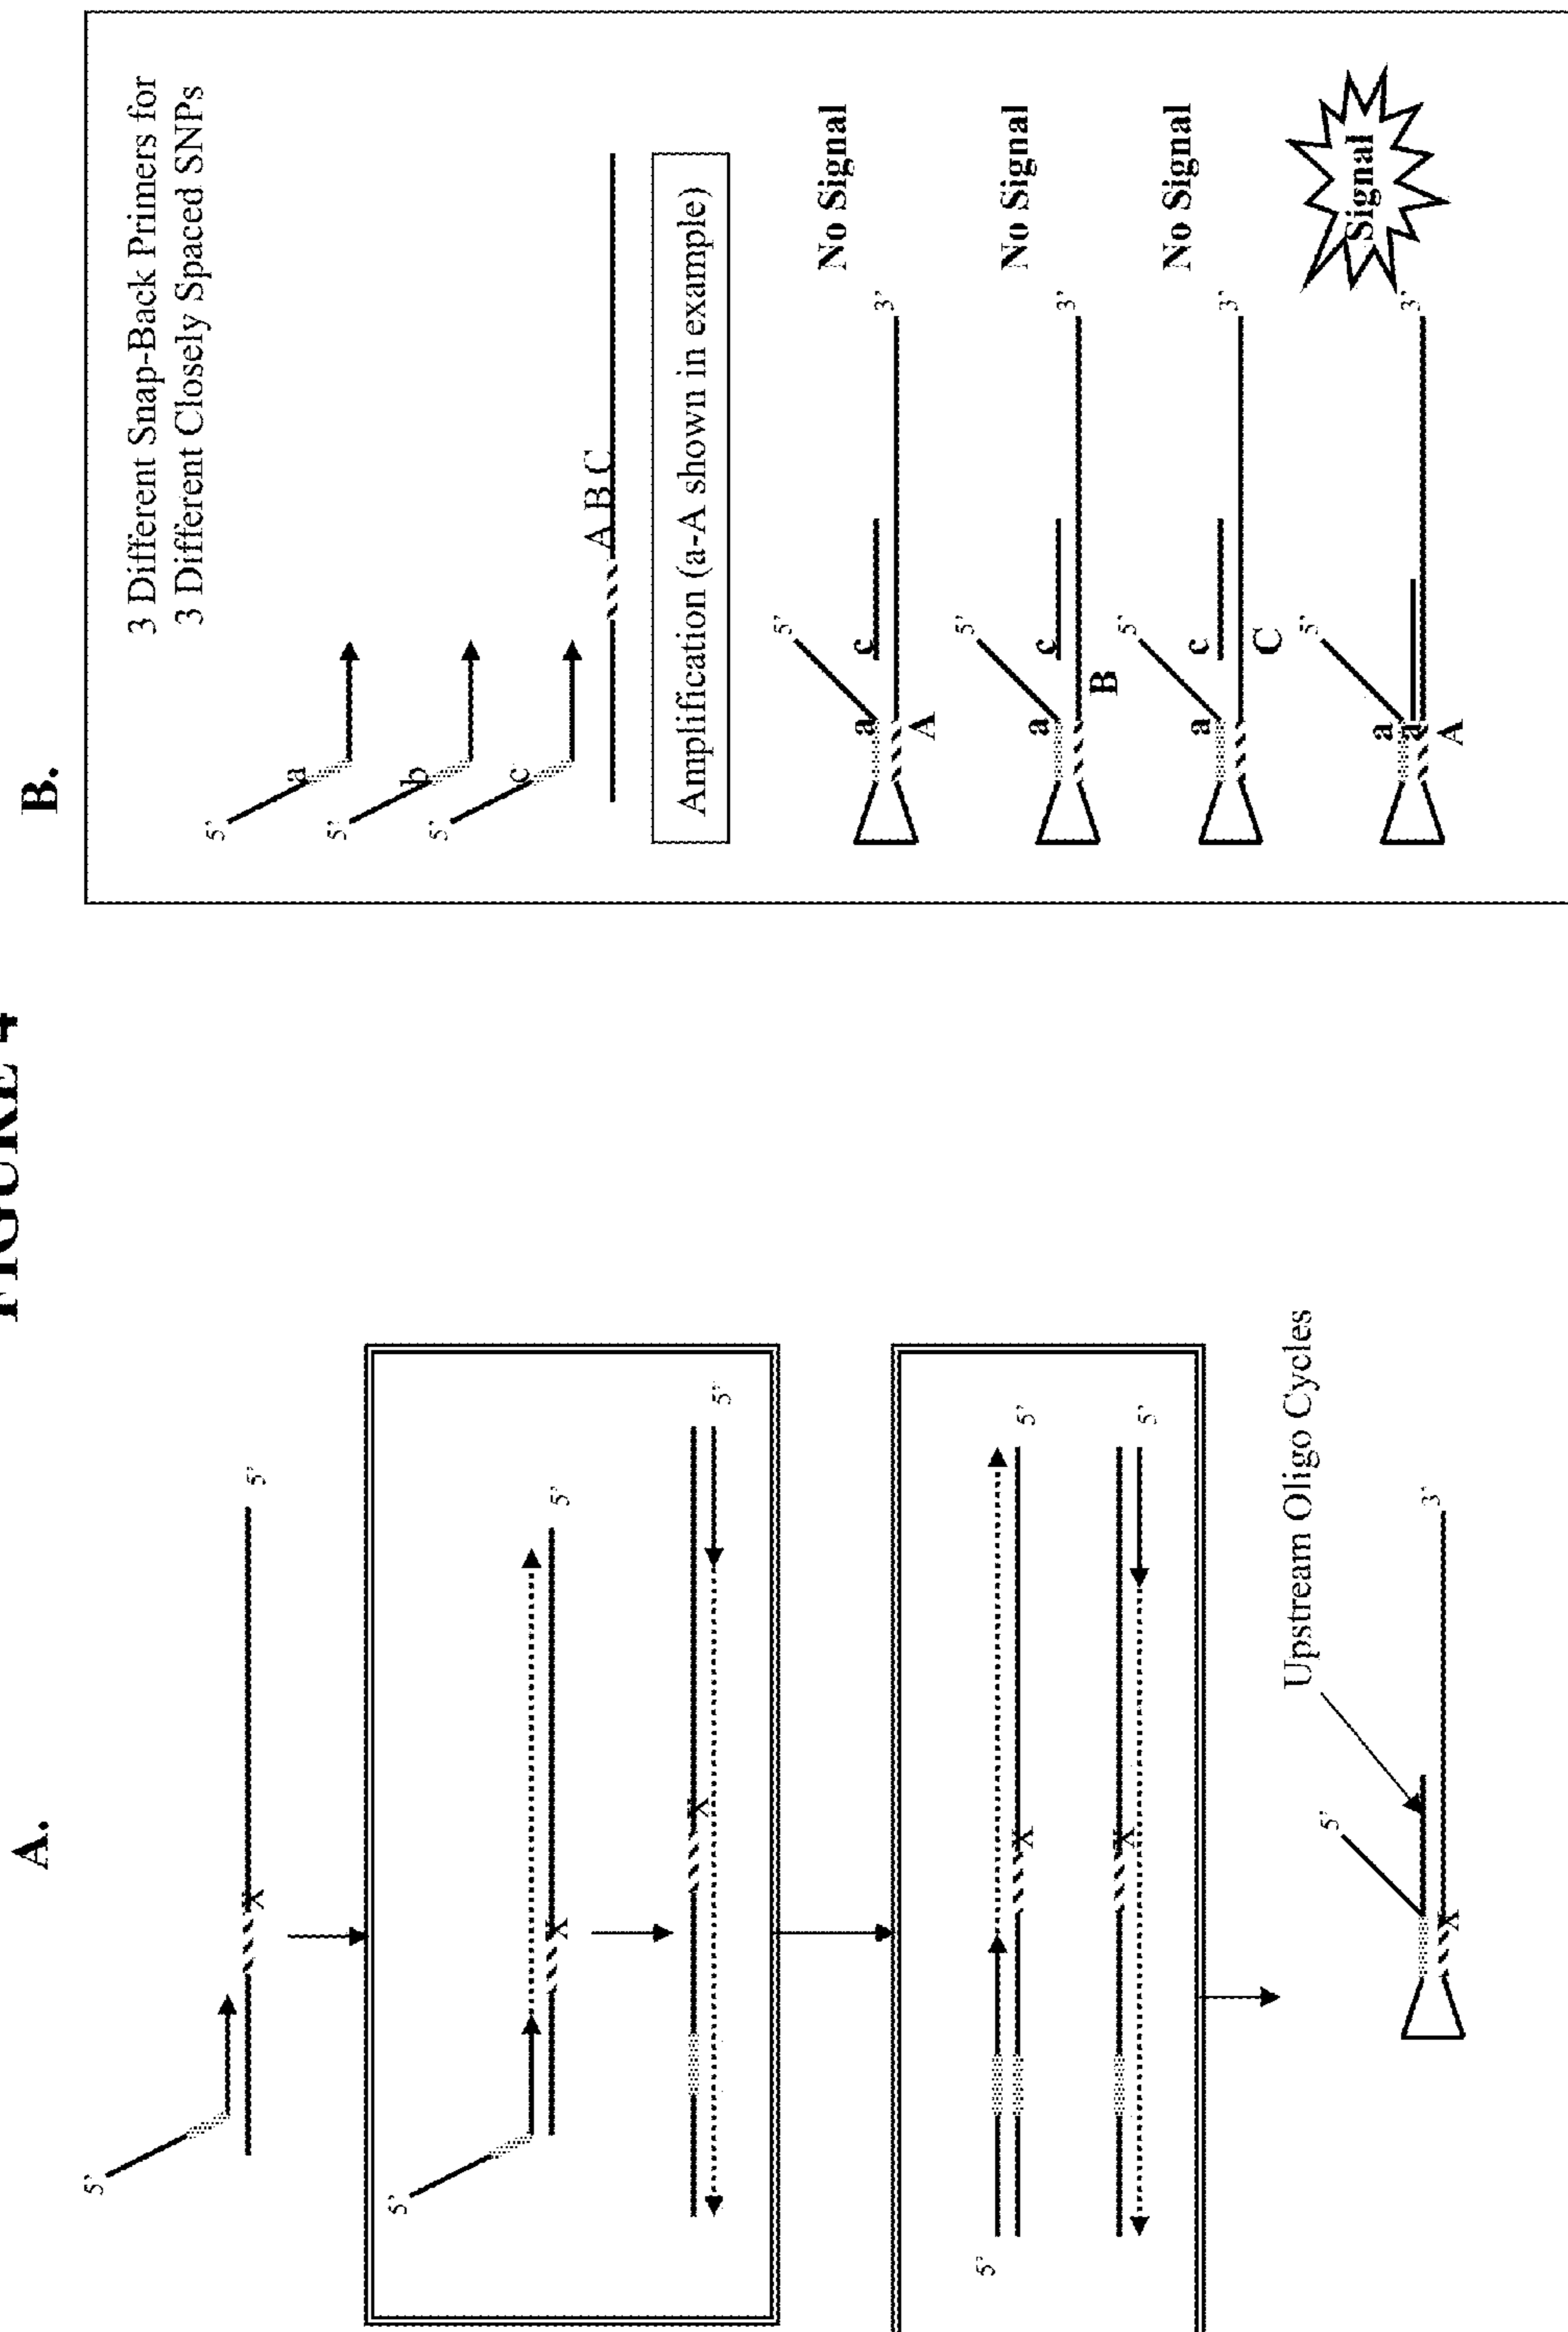 FIGURE 4
A.
5'
5'
X
5'
5'
X
X
5'
5'
5'
X
X
5'
Upstream Oligo Cycles
5'
3'
X
B.
3 Different Snap-Back Primers for
3 Different Closely Spaced SNPs
5'
a
5'
b
5'
c
A B C
Amplification (a-A shown in example)
5'
a
c
3'
A
No Signal
5'
a
c
3'
B
No Signal
5'
a
c
3'
C
No Signal
5'
a
a
3'
A
Signal